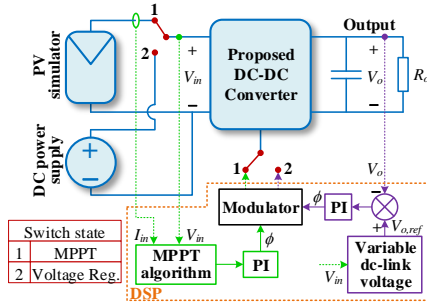 PV simulator
1
2
+
V_in
−
Proposed DC-DC Converter
Output
+
V_o
−
R_o
DC power supply
+
−
1
2
V_o
Modulator
ϕ
PI
−
+
V_o,ref
I_in
V_in
MPPT algorithm
PI
ϕ
V_in
Variable dc-link voltage
DSP
Switch state
1 MPPT
2 Voltage Reg.